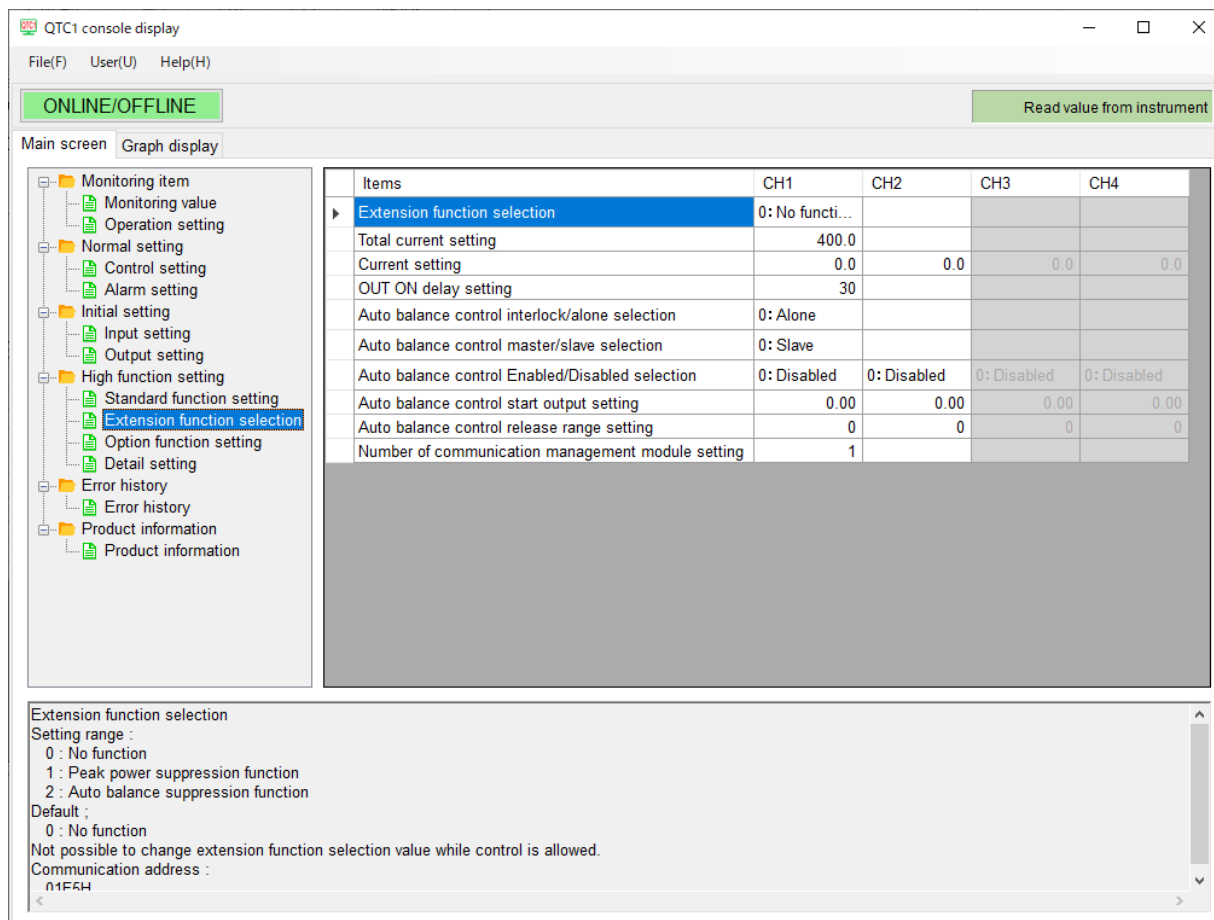 QTC1 console display
File(F) User(U) Help(H)
ONLINE/OFFLINE
Read value from instrument
Main screen Graph display
Monitoring item
Monitoring value
Operation setting
Normal setting
Control setting
Alarm setting
Initial setting
Input setting
Output setting
High function setting
Standard function setting
Extension function selection
Option function setting
Detail setting
Error history
Error history
Product information
Product information
Items CH1 CH2 CH3 CH4
Extension function selection 0: No functi...
Total current setting 400.0
Current setting 0.0 0.0 0.0 0.0
OUT ON delay setting 30
Auto balance control interlock/alone selection 0: Alone
Auto balance control master/slave selection 0: Slave
Auto balance control Enabled/Disabled selection 0: Disabled 0: Disabled 0: Disabled 0: Disabled
Auto balance control start output setting 0.00 0.00 0.00 0.00
Auto balance control release range setting 0 0 0 0
Number of communication management module setting 1
Extension function selection
Setting range :
0 : No function
1 : Peak power suppression function
2 : Auto balance suppression function
Default ;
0 : No function
Not possible to change extension function selection value while control is allowed.
Communication address :